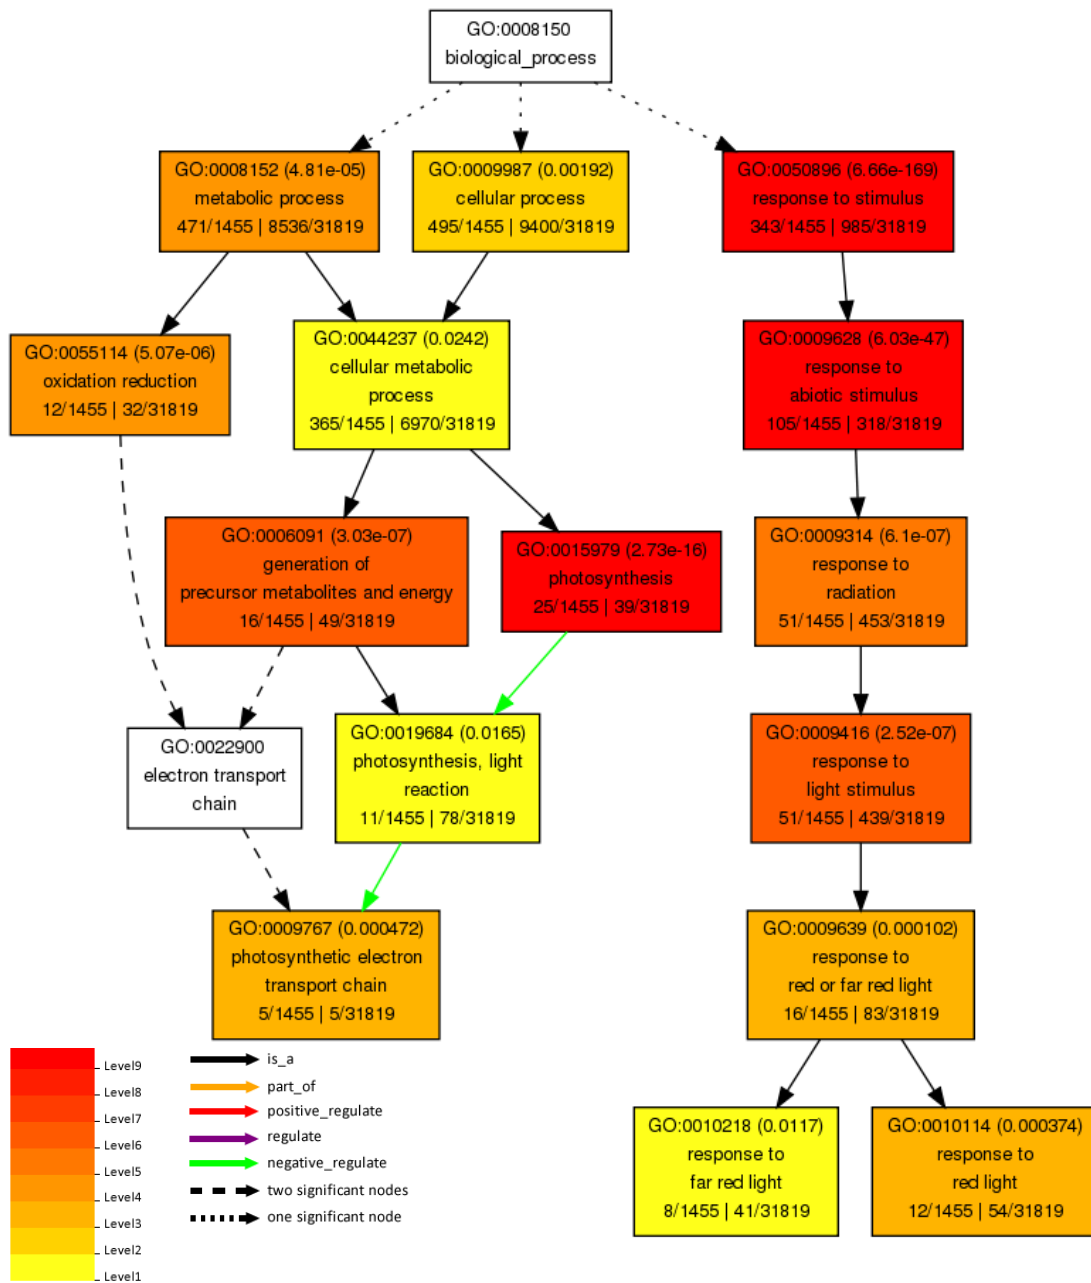 GO:0008150
biological_process
GO:0008152 (4.81e-05)
metabolic process
471/1455 | 8536/31819
GO:0009987 (0.00192)
cellular process
495/1455 | 9400/31819
GO:0050896 (6.66e-169)
response to stimulus
343/1455 | 985/31819
GO:0055114 (5.07e-06)
oxidation reduction
12/1455 | 32/31819
GO:0044237 (0.0242)
cellular metabolic
process
365/1455 | 6970/31819
GO:0009628 (6.03e-47)
response to
abiotic stimulus
105/1455 | 318/31819
GO:0006091 (3.03e-07)
generation of
precursor metabolites and energy
16/1455 | 49/31819
GO:0015979 (2.73e-16)
photosynthesis
25/1455 | 39/31819
GO:0009314 (6.1e-07)
response to
radiation
51/1455 | 453/31819
GO:0022900
electron transport
chain
GO:0019684 (0.0165)
photosynthesis, light
reaction
11/1455 | 78/31819
GO:0009416 (2.52e-07)
response to
light stimulus
51/1455 | 439/31819
GO:0009767 (0.000472)
photosynthetic electron
transport chain
5/1455 | 5/31819
GO:0009639 (0.000102)
response to
red or far red light
16/1455 | 83/31819
GO:0010218 (0.0117)
response to
far red light
8/1455 | 41/31819
GO:0010114 (0.000374)
response to
red light
12/1455 | 54/31819
Level9
Level8
Level7
Level6
Level5
Level4
Level3
Level2
Level1
is_a
part_of
positive_regulate
regulate
negative_regulate
two significant nodes
one significant node